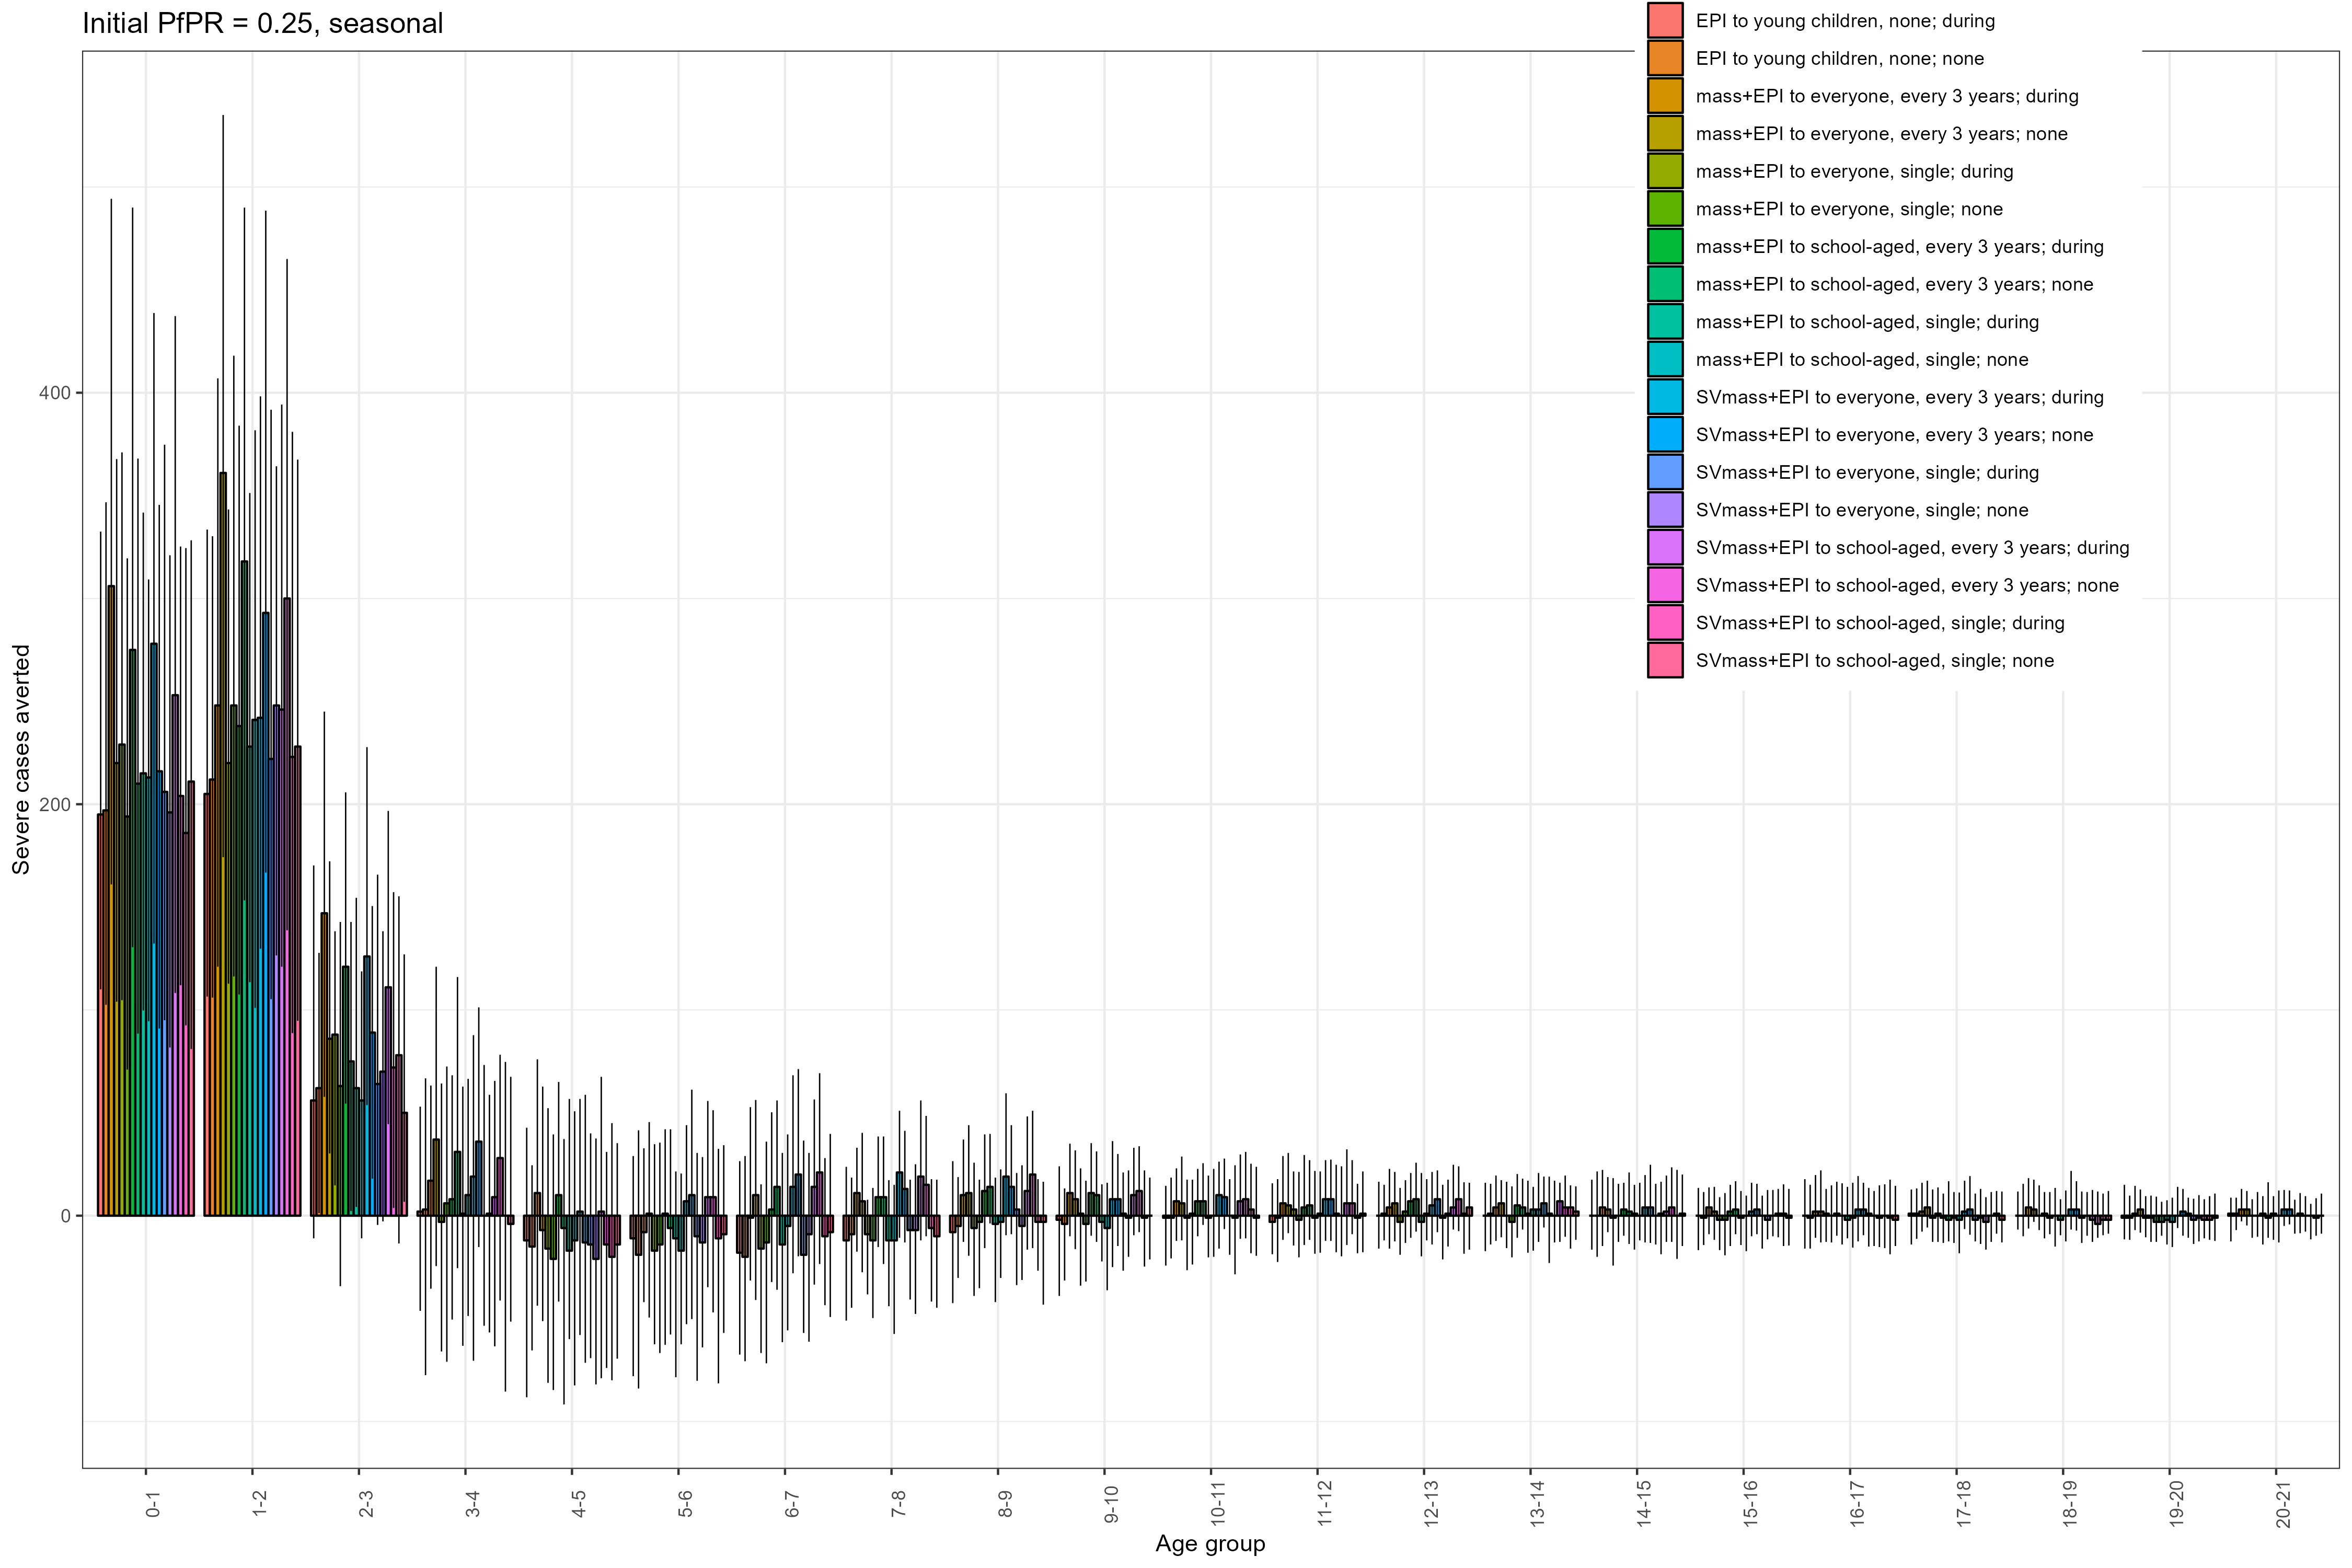 Initial PfPR = 0.25, seasonal
EPI to young children, none; during
EPI to young children, none; none
mass+EPI to everyone, every 3 years; during
mass+EPI to everyone, every 3 years; none
mass+EPI to everyone, single; during
mass+EPI to everyone, single; none
mass+EPI to school-aged, every 3 years; during
mass+EPI to school-aged, every 3 years; none
mass+EPI to school-aged, single; during
mass+EPI to school-aged, single; none
SVmass+EPI to everyone, every 3 years; during
SVmass+EPI to everyone, every 3 years; none
SVmass+EPI to everyone, single; during
SVmass+EPI to everyone, single; none
SVmass+EPI to school-aged, every 3 years; during
SVmass+EPI to school-aged, every 3 years; none
SVmass+EPI to school-aged, single; during
SVmass+EPI to school-aged, single; none
Severe cases averted
400
200
0
0-1
1-2
2-3
3-4
4-5
5-6
6-7
7-8
8-9
9-10
10-11
11-12
12-13
13-14
14-15
15-16
16-17
17-18
18-19
19-20
20-21
Age group